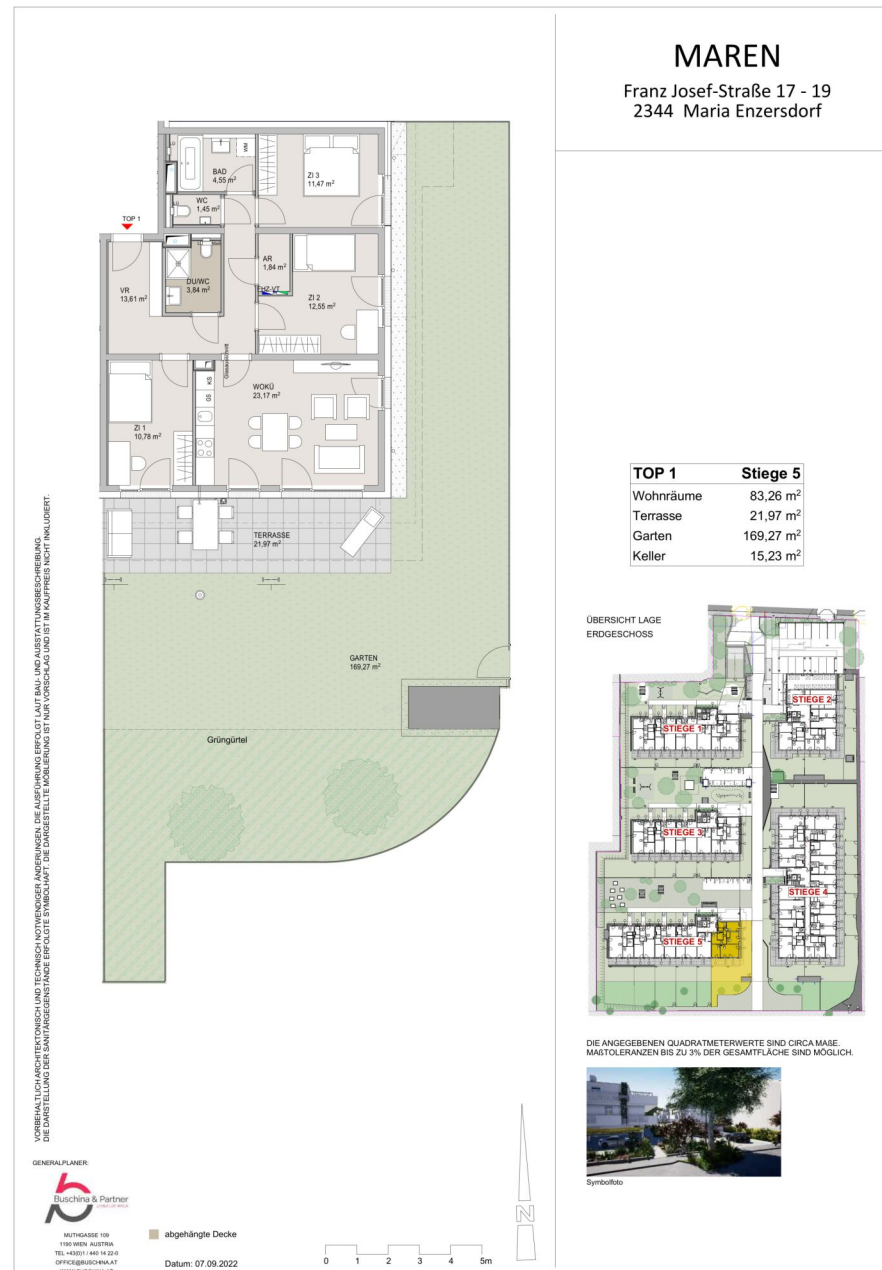 MAREN
Franz Josef-Straße 17 - 19
2344 Maria Enzersdorf
TOP 1
BAD
4,55 m²
WM
ZI 3
11,47 m²
WC
1,45 m²
AR
1,84 m²
FHZ-VT
VR
13,61 m²
DU/WC
3,84 m²
ZI 2
12,55 m²
Glasausschnitt
GS KS
WOKÜ
23,17 m²
ZI 1
10,78 m²
TERRASSE
21,97 m²
GARTEN
169,27 m²
Grüngürtel
TOP 1 Stiege 5
Wohnräume 83,26 m²
Terrasse 21,97 m²
Garten 169,27 m²
Keller 15,23 m²
ÜBERSICHT LAGE
ERDGESCHOSS
STIEGE 2
STIEGE 1
STIEGE 3
STIEGE 4
STIEGE 5
DIE ANGEGEBENEN QUADRATMETERWERTE SIND CIRCA MAßE.
MAßTOLERANZEN BIS ZU 3% DER GESAMTFLÄCHE SIND MÖGLICH.
Symbolfoto
VORBEHALTLICH ARCHITEKTONISCH UND TECHNISCH NOTWENDIGER ÄNDERUNGEN. DIE AUSFÜHRUNG ERFOLGT LAUT BAU- UND AUSSTATTUNGSBESCHREIBUNG.
DIE DARSTELLUNG DER SANITÄRGEGENSTÄNDE ERFOLGTE SYMBOLHAFT. DIE DARGESTELLTE MÖBLIERUNG IST NUR VORSCHLAG UND IST IM KAUFPREIS NICHT INKLUDIERT.
GENERALPLANER:
Buschina & Partner
MUTHGASSE 109
1190 WIEN AUSTRIA
TEL +43(0)1 / 440 14 22-0
OFFICE@BUSCHINA.AT
abgehängte Decke
Datum: 07.09.2022
0 1 2 3 4 5m
N